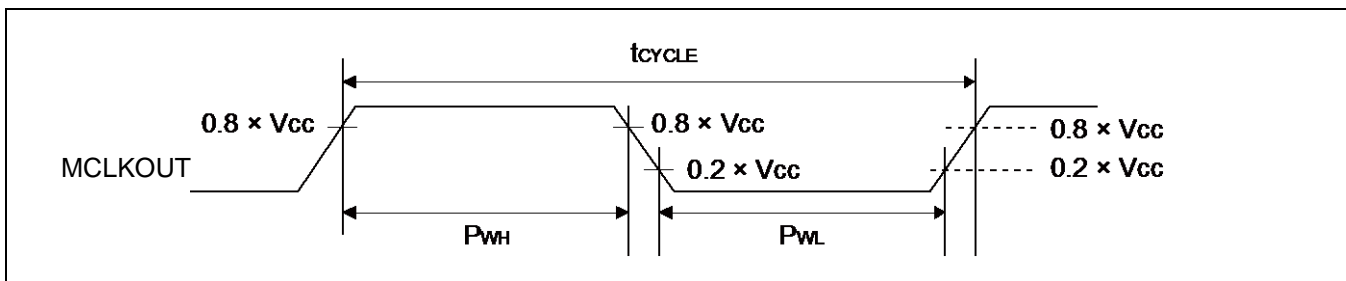 tCYCLE
0.8 × Vcc 0.8 × Vcc 0.8 × Vcc
MCLKOUT 0.2 × Vcc 0.2 × Vcc
PWH PWL